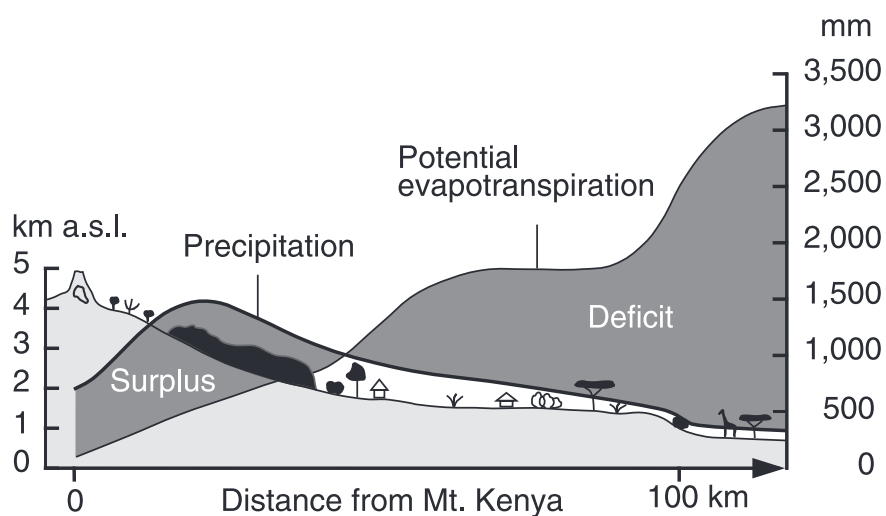 mm
3,500
3,000
2,500
2,000
1,500
1,000
500
0
Potential
evapotranspiration
km a.s.l.
5
4
3
2
1
0
Precipitation
Deficit
Surplus
0
Distance from Mt. Kenya
100 km